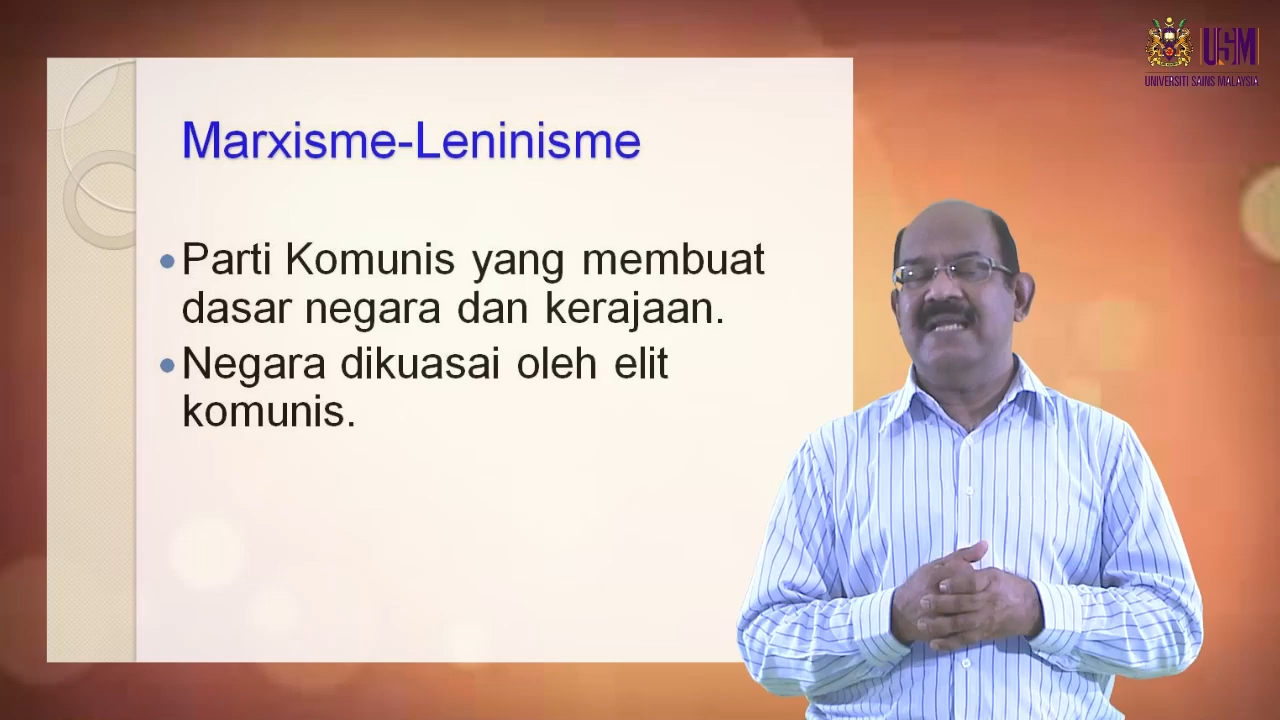 USM
UNIVERSITI SAINS MALAYSIA
Marxisme-Leninisme
Parti Komunis yang membuat
dasar negara dan kerajaan.
Negara dikuasai oleh elit
komunis.